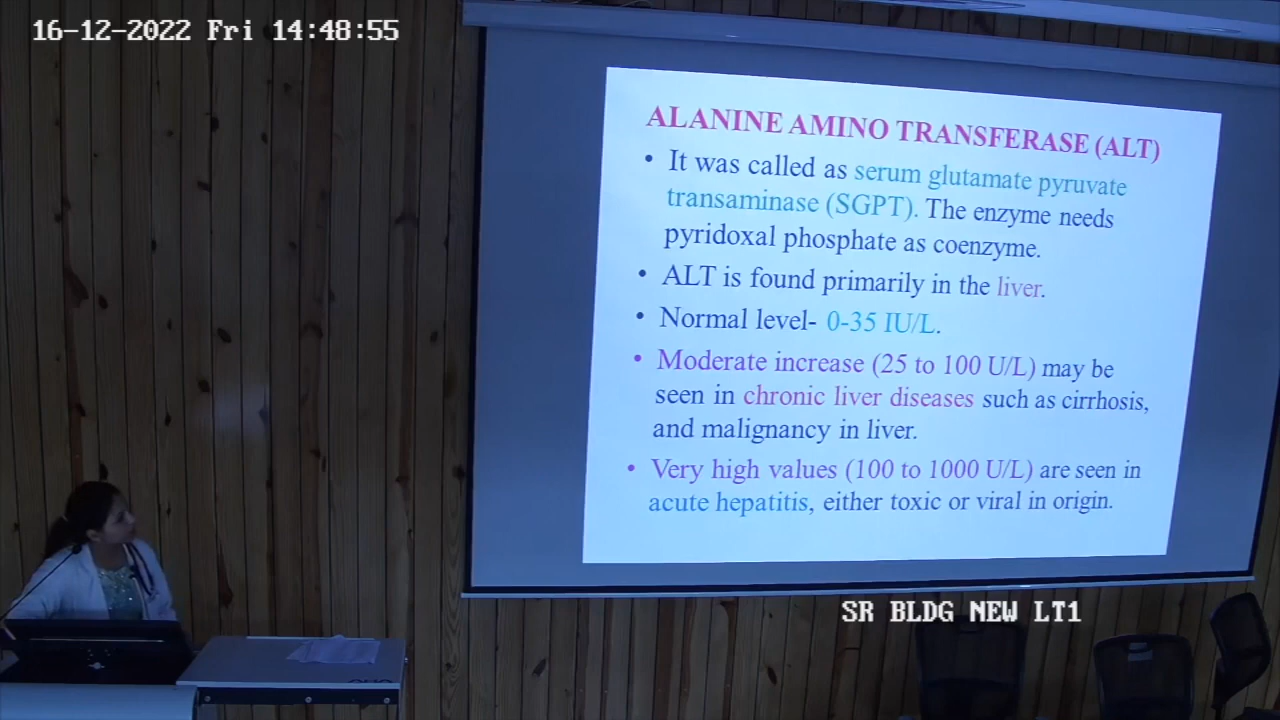 16-12-2022 Fri 14:48:55
ALANINE AMINO TRANSFERASE (ALT)
• It was called as serum glutamate pyruvate
transaminase (SGPT). The enzyme needs
pyridoxal phosphate as coenzyme.
• ALT is found primarily in the liver.
• Normal level- 0-35 IU/L.
• Moderate increase (25 to 100 U/L) may be
seen in chronic liver diseases such as cirrhosis,
and malignancy in liver.
• Very high values (100 to 1000 U/L) are seen in
acute hepatitis, either toxic or viral in origin.
SR BLDG NEW LT1